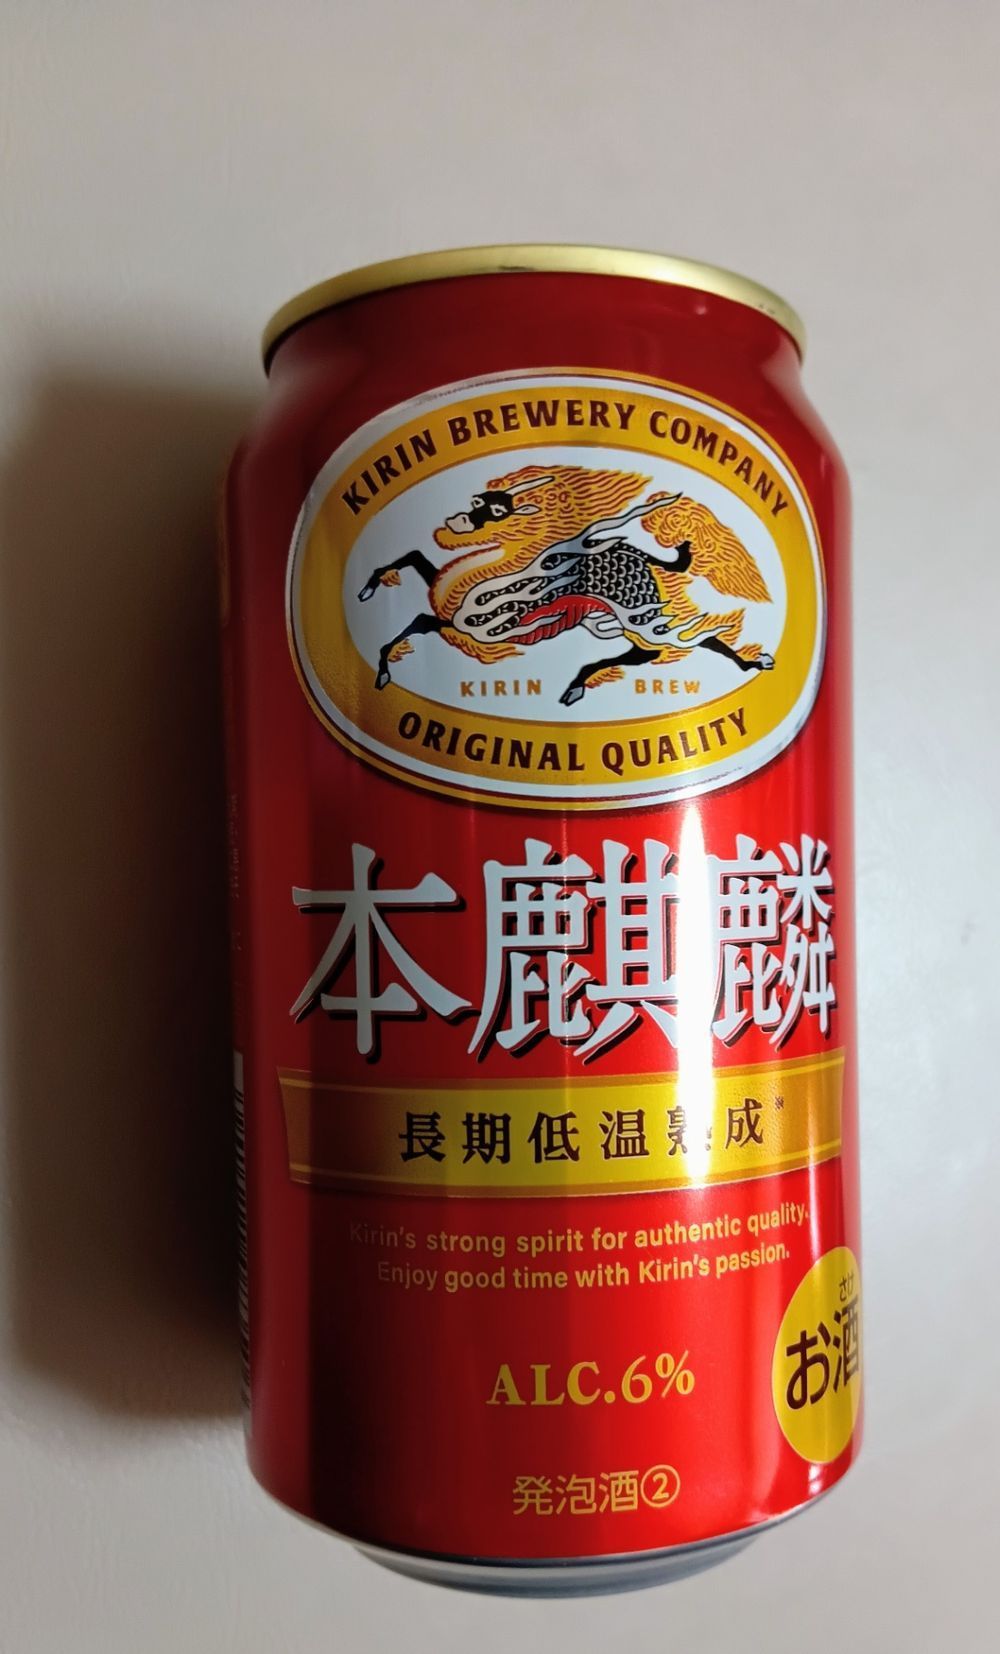 KIRIN BREWERY COMPANY
KIRIN BREW
ORIGINAL QUALITY
本麒麟
長期低温熟成※
Kirin's strong spirit for authentic quality.
Enjoy good time with Kirin's passion.
さけ
お酒
ALC.6%
発泡酒②